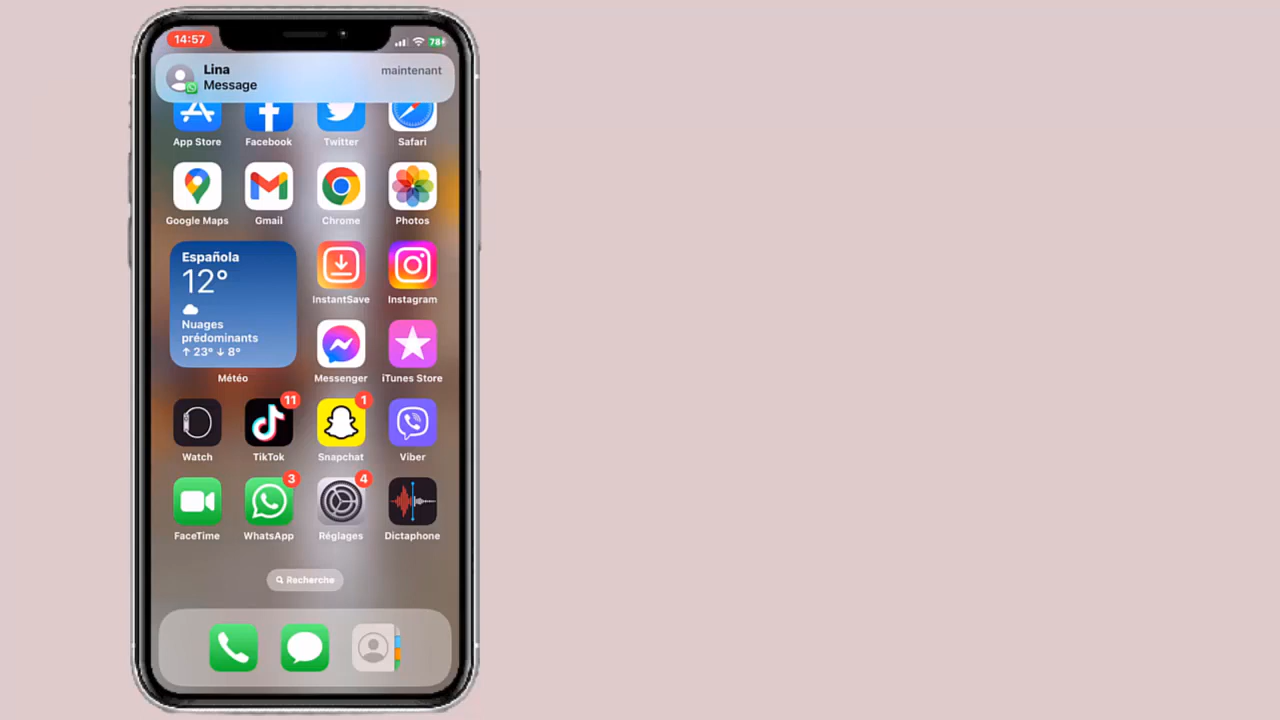 14:57
78
Lina
maintenant
Message
App Store
Facebook
Twitter
Safari
Google Maps
Gmail
Chrome
Photos
Española
12°
Nuages
prédominants
↑ 23° ↓ 8°
Météo
InstantSave
Instagram
Messenger
iTunes Store
11
1
Watch
TikTok
Snapchat
Viber
3
4
FaceTime
WhatsApp
Réglages
Dictaphone
Recherche